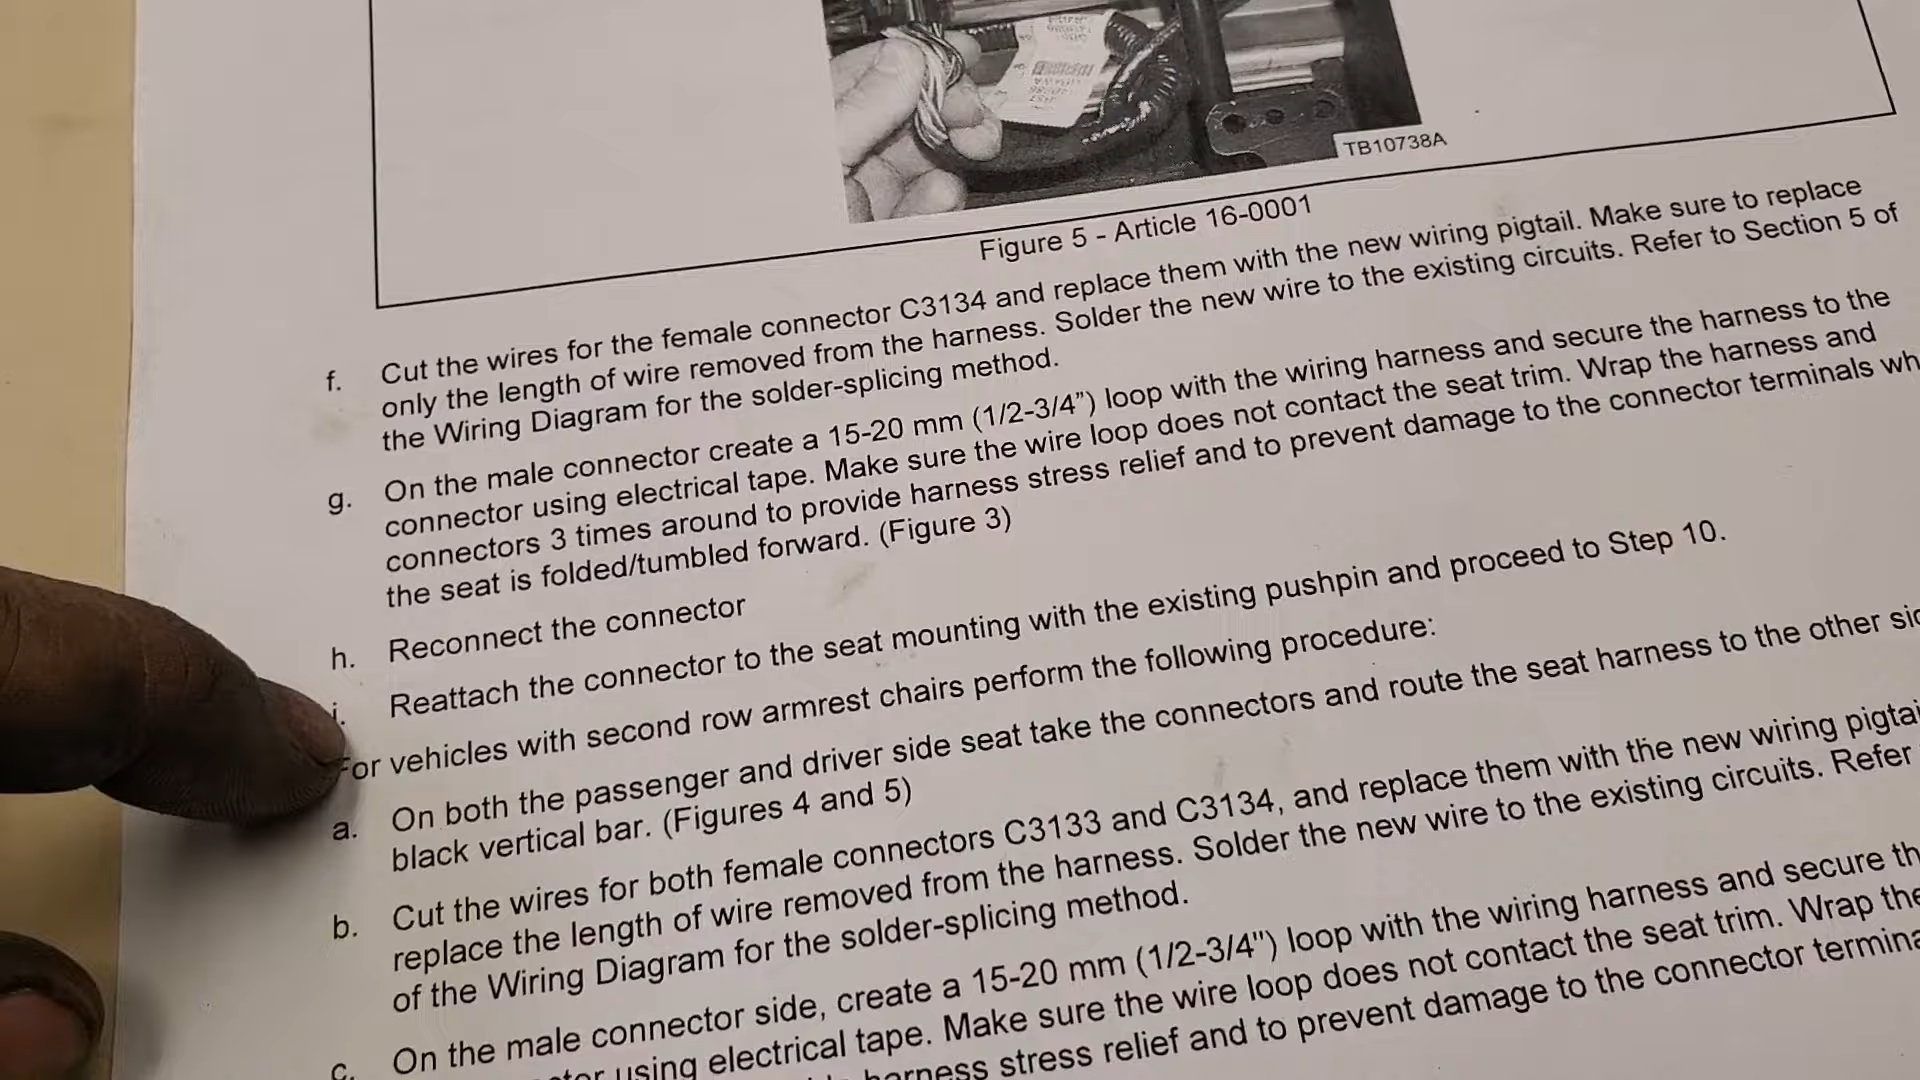 TB10738A
Figure 5 - Article 16-0001
f. Cut the wires for the female connector C3134 and replace them with the new wiring pigtail. Make sure to replace
only the length of wire removed from the harness. Solder the new wire to the existing circuits. Refer to Section 5 of
the Wiring Diagram for the solder-splicing method.
g. On the male connector create a 15-20 mm (1/2-3/4”) loop with the wiring harness and secure the harness to the
connector using electrical tape. Make sure the wire loop does not contact the seat trim. Wrap the harness and
connectors 3 times around to provide harness stress relief and to prevent damage to the connector terminals wh
the seat is folded/tumbled forward. (Figure 3)
h. Reconnect the connector
i. Reattach the connector to the seat mounting with the existing pushpin and proceed to Step 10.
For vehicles with second row armrest chairs perform the following procedure:
a. On both the passenger and driver side seat take the connectors and route the seat harness to the other sid
black vertical bar. (Figures 4 and 5)
b. Cut the wires for both female connectors C3133 and C3134, and replace them with the new wiring pigtai
replace the length of wire removed from the harness. Solder the new wire to the existing circuits. Refer
of the Wiring Diagram for the solder-splicing method.
c. On the male connector side, create a 15-20 mm (1/2-3/4") loop with the wiring harness and secure th
using electrical tape. Make sure the wire loop does not contact the seat trim. Wrap the
harness stress relief and to prevent damage to the connector termina